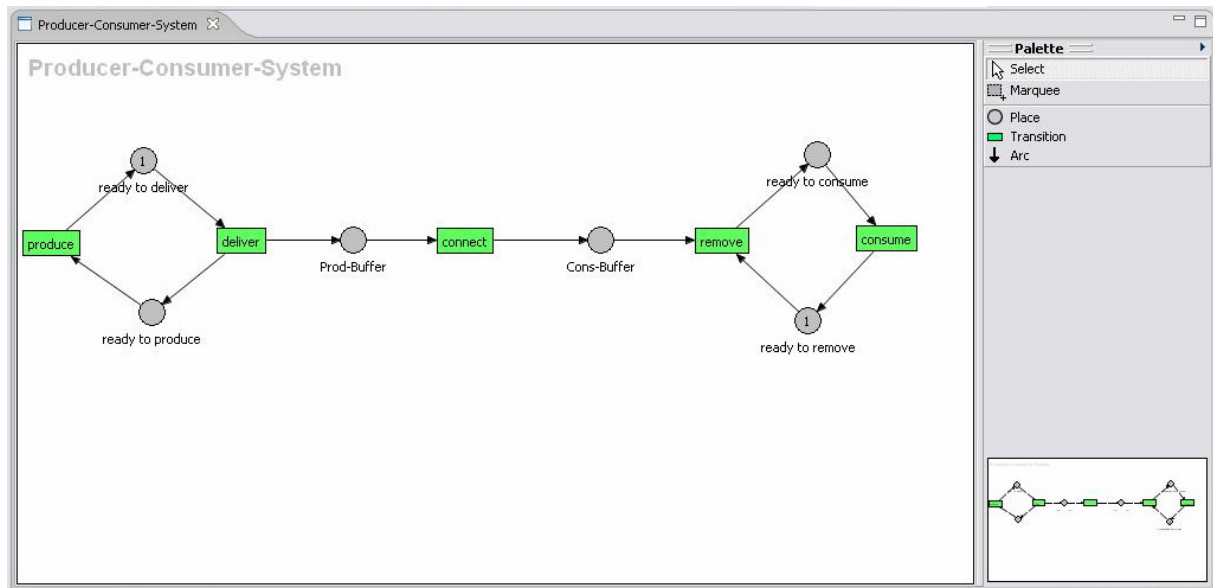 Producer-Consumer-System
Producer-Consumer-System
Palette
Select
Marquee
Place
Transition
Arc
1
ready to deliver
ready to consume
produce
deliver
connect
remove
consume
Prod-Buffer
Cons-Buffer
ready to produce
1
ready to remove